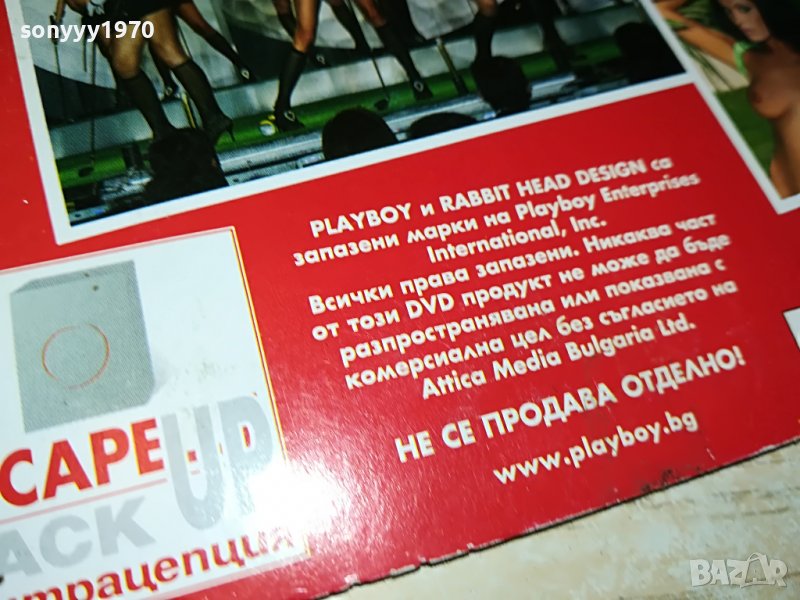 sonyyy1970
PLAYBOY и RABBIT HEAD DESIGN са
запазени марки на Playboy Enterprises
International, Inc.
Всички права запазени. Никаква част
от този DVD продукт не може да бъде
разпространявана или показвана с
комерсиална цел без съгласието на
Attica Media Bulgaria Ltd.
НЕ СЕ ПРОДАВА ОТДЕЛНО!
www.playboy.bg
CAPE...
ACK UP
трацепция
BAZAR